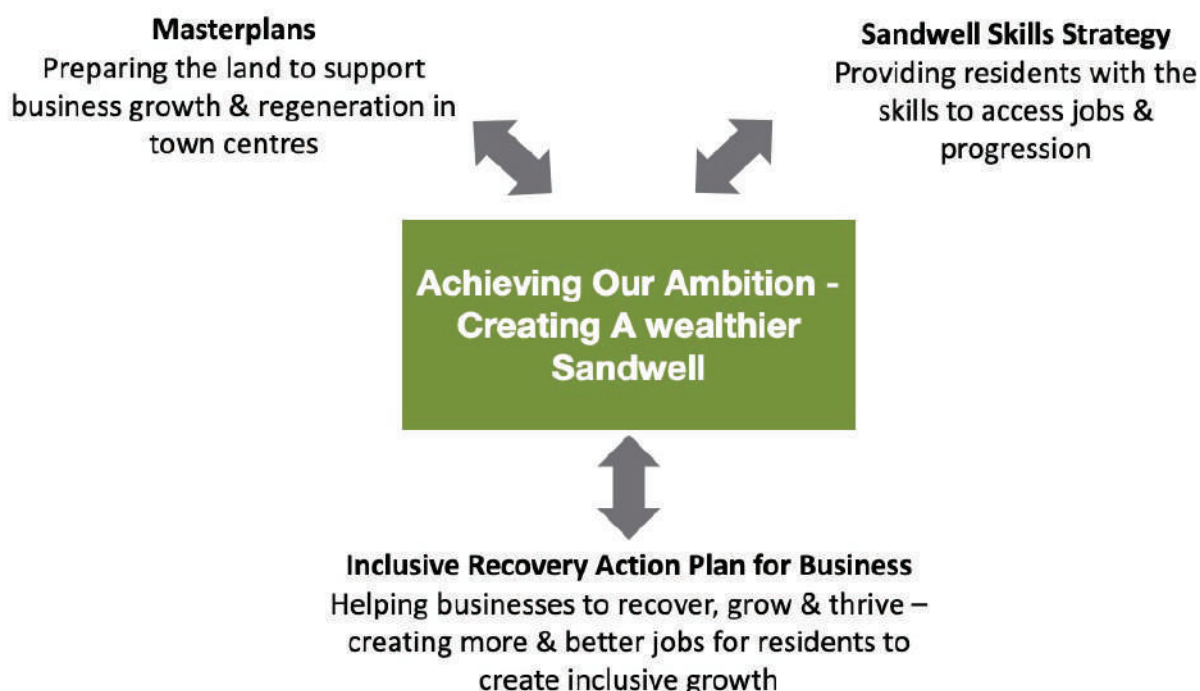 Masterplans
Preparing the land to support
business growth & regeneration in
town centres
Sandwell Skills Strategy
Providing residents with the
skills to access jobs &
progression
Achieving Our Ambition -
Creating A wealthier
Sandwell
Inclusive Recovery Action Plan for Business
Helping businesses to recover, grow & thrive –
creating more & better jobs for residents to
create inclusive growth